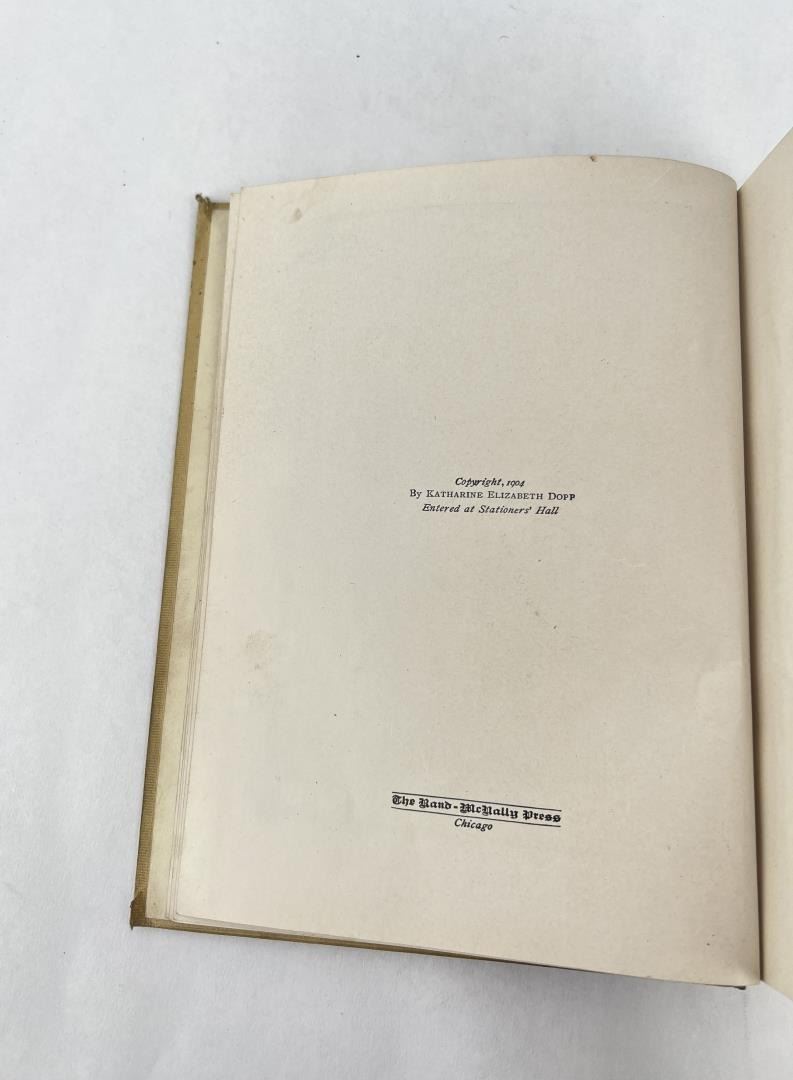 Copyright, 1904
By Katharine Elizabeth Dopp
Entered at Stationers' Hall
The Rand-McNally Press
Chicago